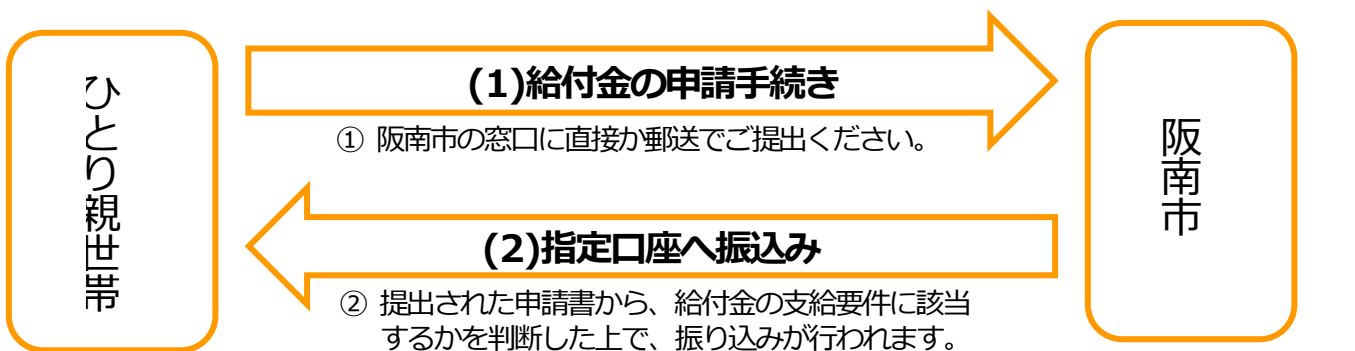 ひとり親世帯
(1)給付金の申請手続き
① 阪南市の窓口に直接か郵送でご提出ください。
(2)指定口座へ振込み
② 提出された申請書から、給付金の支給要件に該当
するかを判断した上で、振り込みが行われます。
阪南市